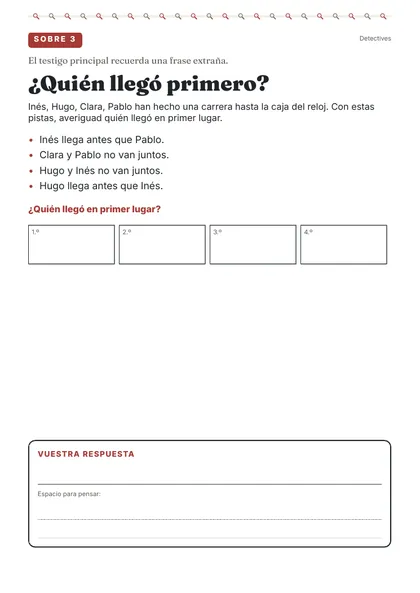 SOBRE 3
Detectives
El testigo principal recuerda una frase extraña.
¿Quién llegó primero?
Inés, Hugo, Clara, Pablo han hecho una carrera hasta la caja del reloj. Con estas
pistas, averiguad quién llegó en primer lugar.
• Inés llega antes que Pablo.
• Clara y Pablo no van juntos.
• Hugo y Inés no van juntos.
• Hugo llega antes que Inés.
¿Quién llegó en primer lugar?
1.º 2.º 3.º 4.º
VUESTRA RESPUESTA
Espacio para pensar: